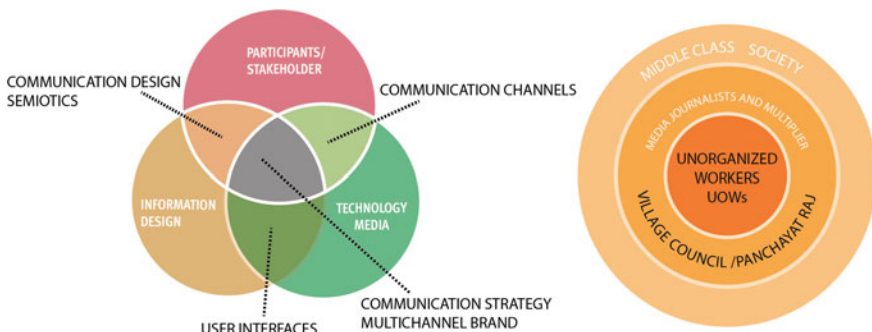 PARTICIPANTS/
STAKEHOLDER
COMMUNICATION DESIGN
SEMIOTICS
COMMUNICATION CHANNELS
INFORMATION
DESIGN
TECHNOLOGY
MEDIA
COMMUNICATION STRATEGY
MULTICHANNEL BRAND
USER INTERFACES
MIDDLE CLASS SOCIETY
MEDIA JOURNALISTS AND MULTIPLIER
UNORGANIZED
WORKERS
UOWs
VILLAGE COUNCIL /PANCHAYAT RAJ